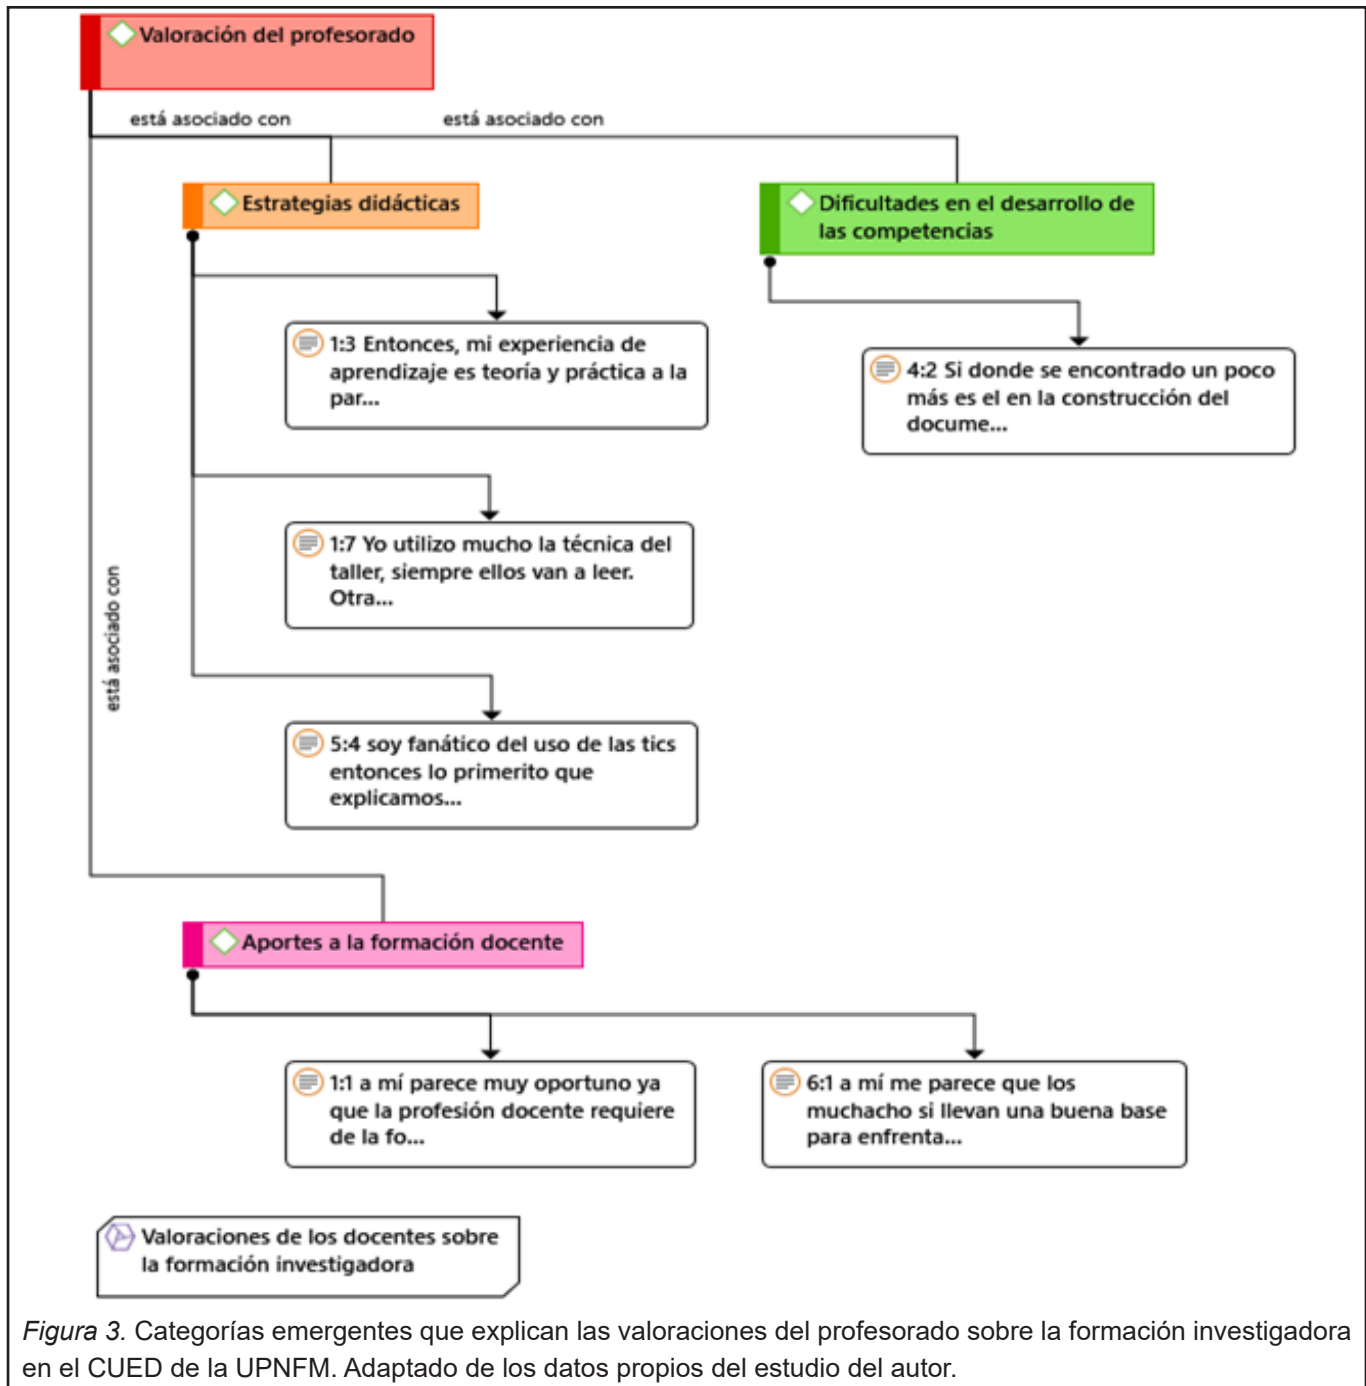 Valoración del profesorado
está asociado con
está asociado con
Estrategias didácticas
Dificultades en el desarrollo de
las competencias
1:3 Entonces, mi experiencia de
aprendizaje es teoría y práctica a la
par...
4:2 Si donde se encontrado un poco
más es el en la construcción del
docume...
1:7 Yo utilizo mucho la técnica del
taller, siempre ellos van a leer.
Otra...
está asociado con
5:4 soy fanático del uso de las tics
entonces lo primerito que
explicamos...
Aportes a la formación docente
1:1 a mí parece muy oportuno ya
que la profesión docente requiere
de la fo...
6:1 a mí me parece que los
muchacho si llevan una buena base
para enfrenta...
Valoraciones de los docentes sobre
la formación investigadora
Figura 3. Categorías emergentes que explican las valoraciones del profesorado sobre la formación investigadora
en el CUED de la UPNFM. Adaptado de los datos propios del estudio del autor.